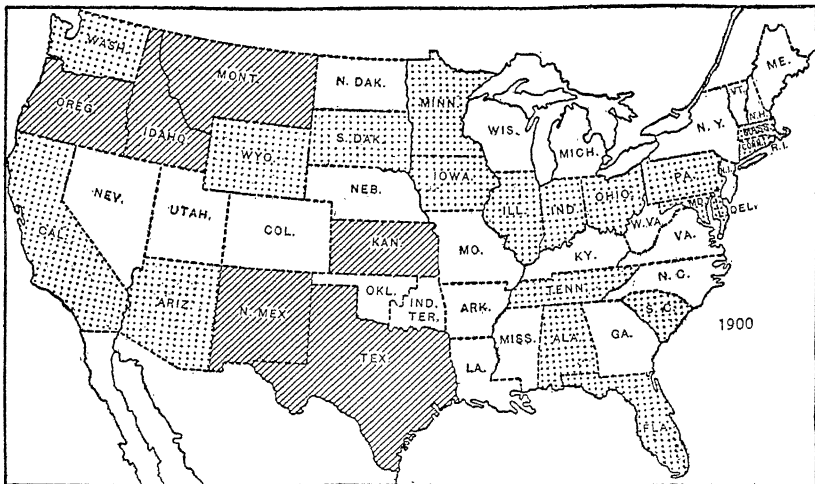 WASH.
MONT.
N. DAK.
MINN.
ME.
OREG.
IDAHO
S. DAK.
WIS.
MICH.
N. Y.
VT.
N.H.
MASS.
CONN.
R. I.
WYO.
NEB.
IOWA.
ILL.
IND.
OHIO.
PA.
N.J.
MD.
DEL.
NEV.
UTAH.
COL.
KAN.
MO.
KY.
W. VA.
VA.
CAL.
ARIZ.
N. MEX.
OKL.
IND.
TER.
ARK.
TENN.
N. C.
S. C.
1900
TEX.
LA.
MISS.
ALA.
GA.
FLA.